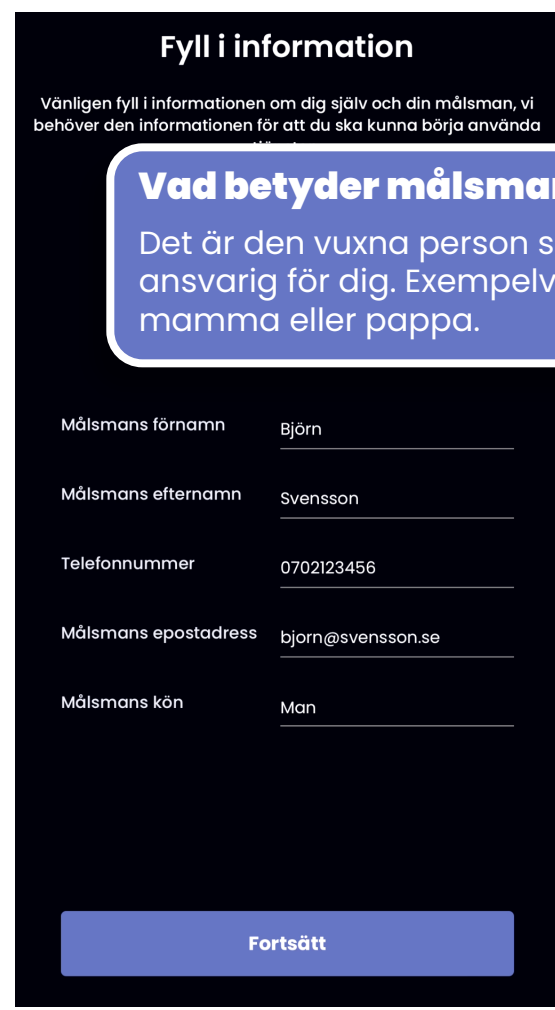 Fyll i information
Vänligen fyll i informationen om dig själv och din målsman, vi
behöver den informationen för att du ska kunna börja använda
Vad betyder målsman
Det är den vuxna person s
ansvarig för dig. Exempelv
mamma eller pappa.
Målsmans förnamn Björn
Målsmans efternamn Svensson
Telefonnummer 0702123456
Målsmans epostadress bjorn@svensson.se
Målsmans kön Man
Fortsätt